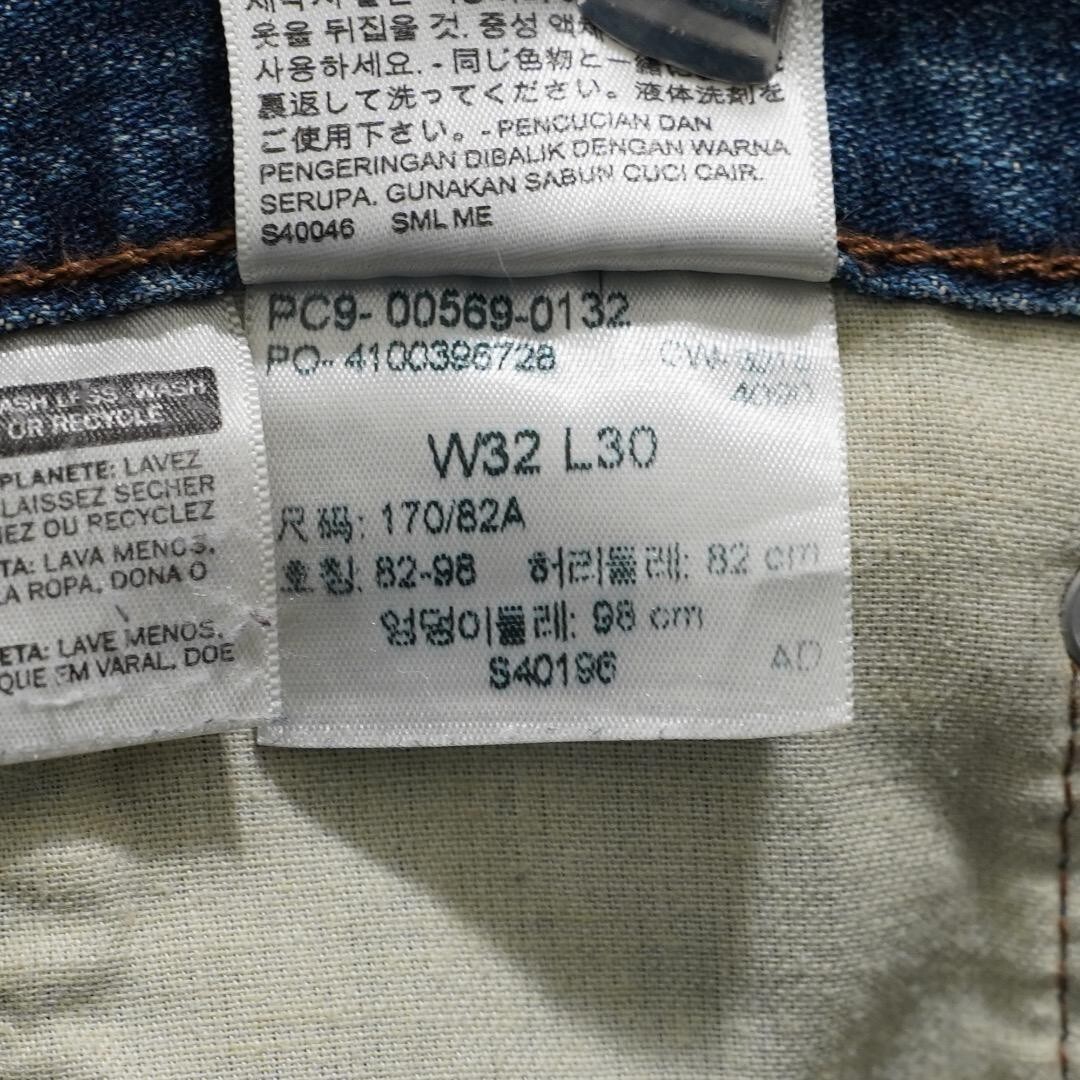 옷을 뒤집을 것. 중성
사용하세요. - 同じ色物と一緒に
裏返して洗ってください。液体洗剤を
ご使用下さい。- PENCUCIAN DAN
PENGERINGAN DIBALIK DENGAN WARNA
SERUPA. GUNAKAN SABUN CUCI CAIR.
S40046 SML ME
PC9- 00569-0132
PO- 4100396728
4090
W32 L30
尺码: 170/82A
호칭: 82-98 허리둘레: 82 cm
엉덩이둘레: 98 cm
S40196 AD
WASH LESS, WASH
OR RECYCLE
PLANETE: LAVEZ
LAISSEZ SECHER
NEZ OU RECYCLEZ
TA: LAVA MENOS,
LA ROPA, DONA O
ETA: LAVE MENOS,
QUE EM VARAL, DOE